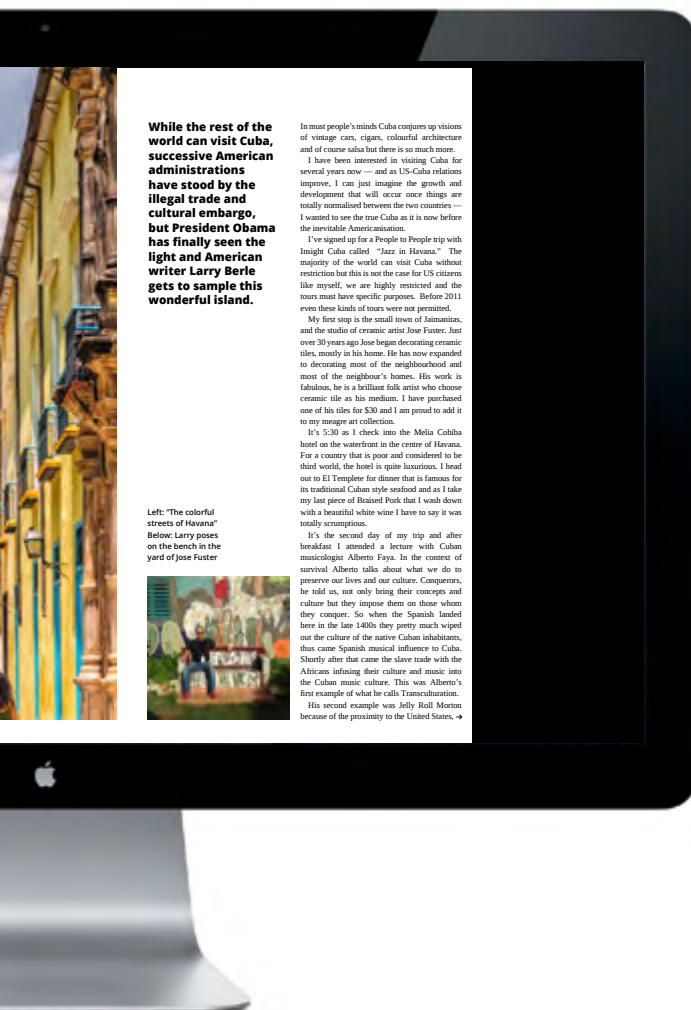 While the rest of the
world can visit Cuba,
successive American
administrations
have stood by the
illegal trade and
cultural embargo,
but President Obama
has finally seen the
light and American
writer Larry Berle
gets to sample this
wonderful island.
Left: “The colorful
streets of Havana”
Below: Larry poses
on the bench in the
yard of Jose Fuster
In must people’s minds Cuba conjures up visions
of vintage cars, cigars, colourful architecture
and of course salsa but there is so much more.
I have been interested in visiting Cuba for
several years now — and as US-Cuba relations
improve, I can just imagine the growth and
development that will occur once things are
totally normalised between the two countries —
I wanted to see the true Cuba as it is now before
the inevitable Americanisation.
I’ve signed up for a People to People trip with
Insight Cuba called “Jazz in Havana.” The
majority of the world can visit Cuba without
restriction but this is not the case for US citizens
like myself, we are highly restricted and the
tours must have specific purposes. Before 2011
even these kinds of tours were not permitted.
My first stop is the small town of Jaimanitas,
and the studio of ceramic artist Jose Fuster. Just
over 30 years ago Jose began decorating ceramic
tiles, mostly in his home. He has now expanded
to decorating most of the neighbourhood and
most of the neighbour’s homes. His work is
fabulous, he is a brilliant folk artist who choose
ceramic tile as his medium. I have purchased
one of his tiles for $30 and I am proud to add it
to my meagre art collection.
It’s 5:30 as I check into the Melia Cohiba
hotel on the waterfront in the centre of Havana.
For a country that is poor and considered to be
third world, the hotel is quite luxurious. I head
out to El Templete for dinner that is famous for
its traditional Cuban style seafood and as I take
my last piece of Braised Pork that I wash down
with a beautiful white wine I have to say it was
totally scrumptious.
It’s the second day of my trip and after
breakfast I attended a lecture with Cuban
musicologist Alberto Faya. In the context of
survival Alberto talks about what we do to
preserve our lives and our culture. Conquerors,
he told us, not only bring their concepts and
culture but they impose them on those whom
they conquer. So when the Spanish landed
here in the late 1400s they pretty much wiped
out the culture of the native Cuban inhabitants,
thus came Spanish musical influence to Cuba.
Shortly after that came the slave trade with the
Africans infusing their culture and music into
the Cuban music culture. This was Alberto’s
first example of what he calls Transculturation.
His second example was Jelly Roll Morton
because of the proximity to the United States, ➔